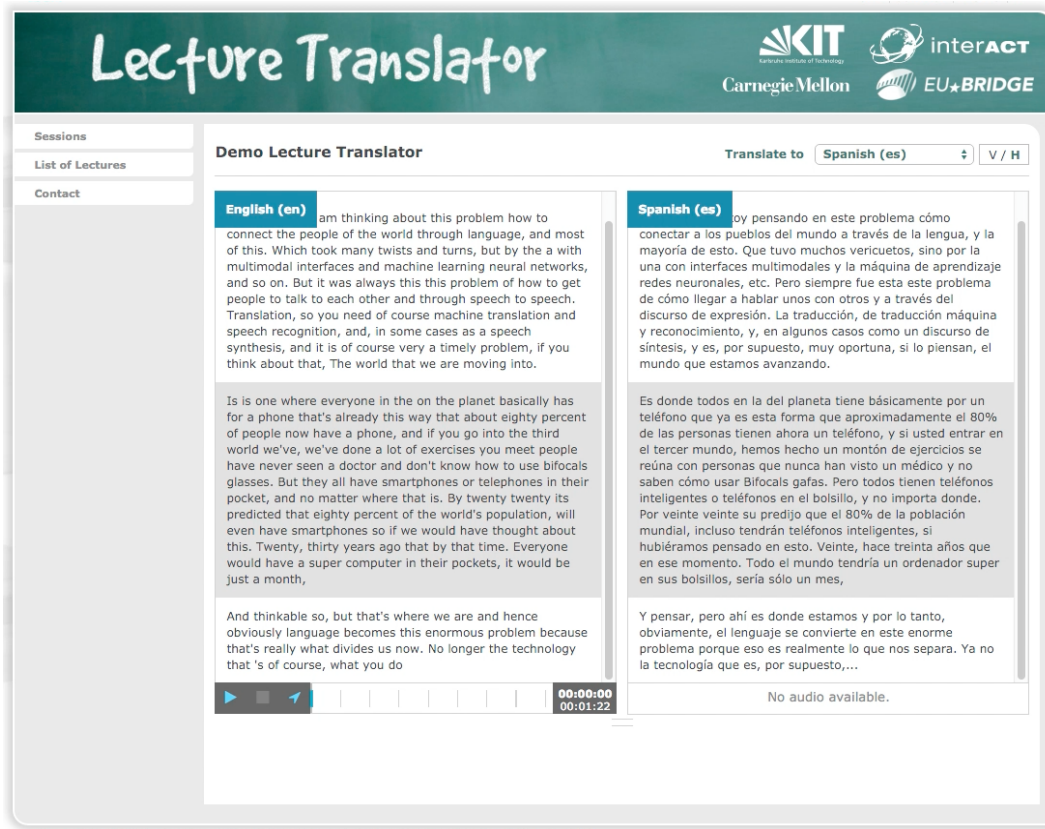 Lecture Translator
KIT
Karlsruhe Institute of Technology
interACT
Carnegie Mellon
EU★BRIDGE
Sessions
List of Lectures
Contact
Demo Lecture Translator
Translate to
Spanish (es)
V / H
English (en)
am thinking about this problem how to
connect the people of the world through language, and most
of this. Which took many twists and turns, but by the a with
multimodal interfaces and machine learning neural networks,
and so on. But it was always this this problem of how to get
people to talk to each other and through speech to speech.
Translation, so you need of course machine translation and
speech recognition, and, in some cases as a speech
synthesis, and it is of course very a timely problem, if you
think about that, The world that we are moving into.
Is is one where everyone in the on the planet basically has
for a phone that's already this way that about eighty percent
of people now have a phone, and if you go into the third
world we've, we've done a lot of exercises you meet people
have never seen a doctor and don't know how to use bifocals
glasses. But they all have smartphones or telephones in their
pocket, and no matter where that is. By twenty twenty its
predicted that eighty percent of the world's population, will
even have smartphones so if we would have thought about
this. Twenty, thirty years ago that by that time. Everyone
would have a super computer in their pockets, it would be
just a month,
And thinkable so, but that's where we are and hence
obviously language becomes this enormous problem because
that's really what divides us now. No longer the technology
that 's of course, what you do
00:00:00
00:01:22
Spanish (es)
oy pensando en este problema cómo
conectar a los pueblos del mundo a través de la lengua, y la
mayoría de esto. Que tuvo muchos vericuetos, sino por la
una con interfaces multimodales y la máquina de aprendizaje
redes neuronales, etc. Pero siempre fue esta este problema
de cómo llegar a hablar unos con otros y a través del
discurso de expresión. La traducción, de traducción máquina
y reconocimiento, y, en algunos casos como un discurso de
síntesis, y es, por supuesto, muy oportuna, si lo piensan, el
mundo que estamos avanzando.
Es donde todos en la del planeta tiene básicamente por un
teléfono que ya es esta forma que aproximadamente el 80%
de las personas tienen ahora un teléfono, y si usted entrar en
el tercer mundo, hemos hecho un montón de ejercicios se
reúna con personas que nunca han visto un médico y no
saben cómo usar Bifocals gafas. Pero todos tienen teléfonos
inteligentes o teléfonos en el bolsillo, y no importa donde.
Por veinte veinte su predijo que el 80% de la población
mundial, incluso tendrán teléfonos inteligentes, si
hubiéramos pensado en esto. Veinte, hace treinta años que
en ese momento. Todo el mundo tendría un ordenador super
en sus bolsillos, sería sólo un mes,
Y pensar, pero ahí es donde estamos y por lo tanto,
obviamente, el lenguaje se convierte en este enorme
problema porque eso es realmente lo que nos separa. Ya no
la tecnología que es, por supuesto,...
No audio available.